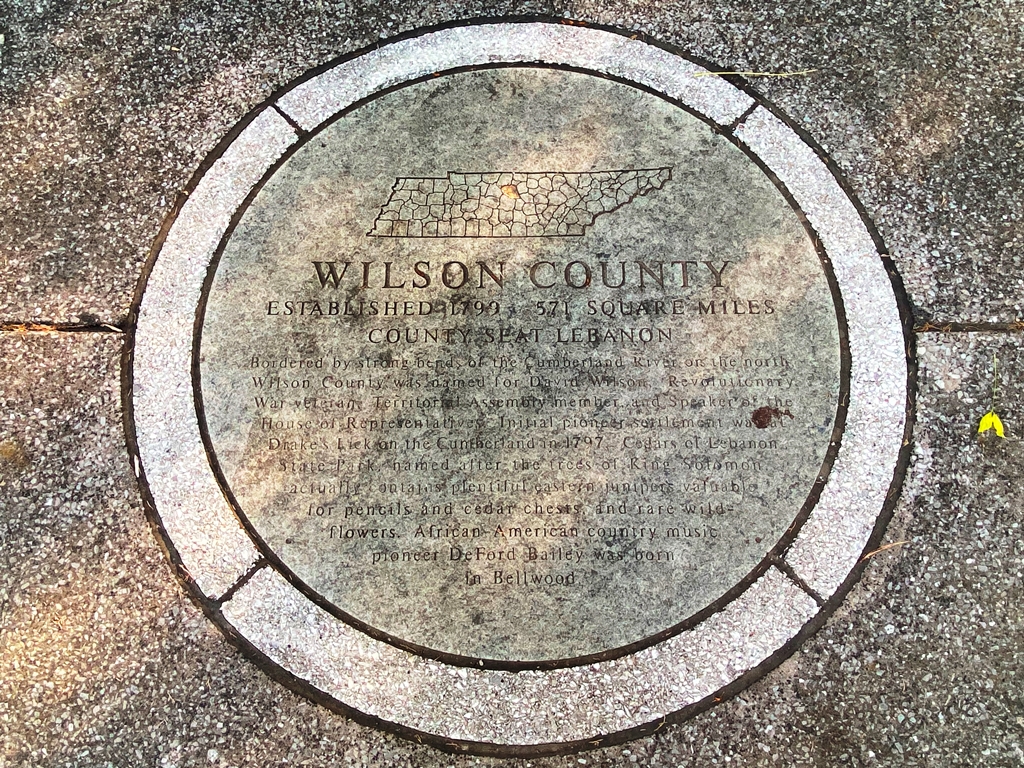 WILSON COUNTY
ESTABLISHED 1799 571 SQUARE MILES
COUNTY SEAT LEBANON
Bordered by strong bends of the Cumberland River on the north
Wilson County was named for David Wilson, Revolutionary
War veteran, Territorial Assembly member, and Speaker of the
House of Representatives. Initial pioneer settlement was at
Drake's Lick on the Cumberland in 1797. Cedars of Lebanon
State Park, named after the trees of King Solomon,
actually contains plentiful eastern junipers valuable
for pencils and cedar chests, and rare wild-
flowers. African-American country music
pioneer DeFord Bailey was born
in Bellwood